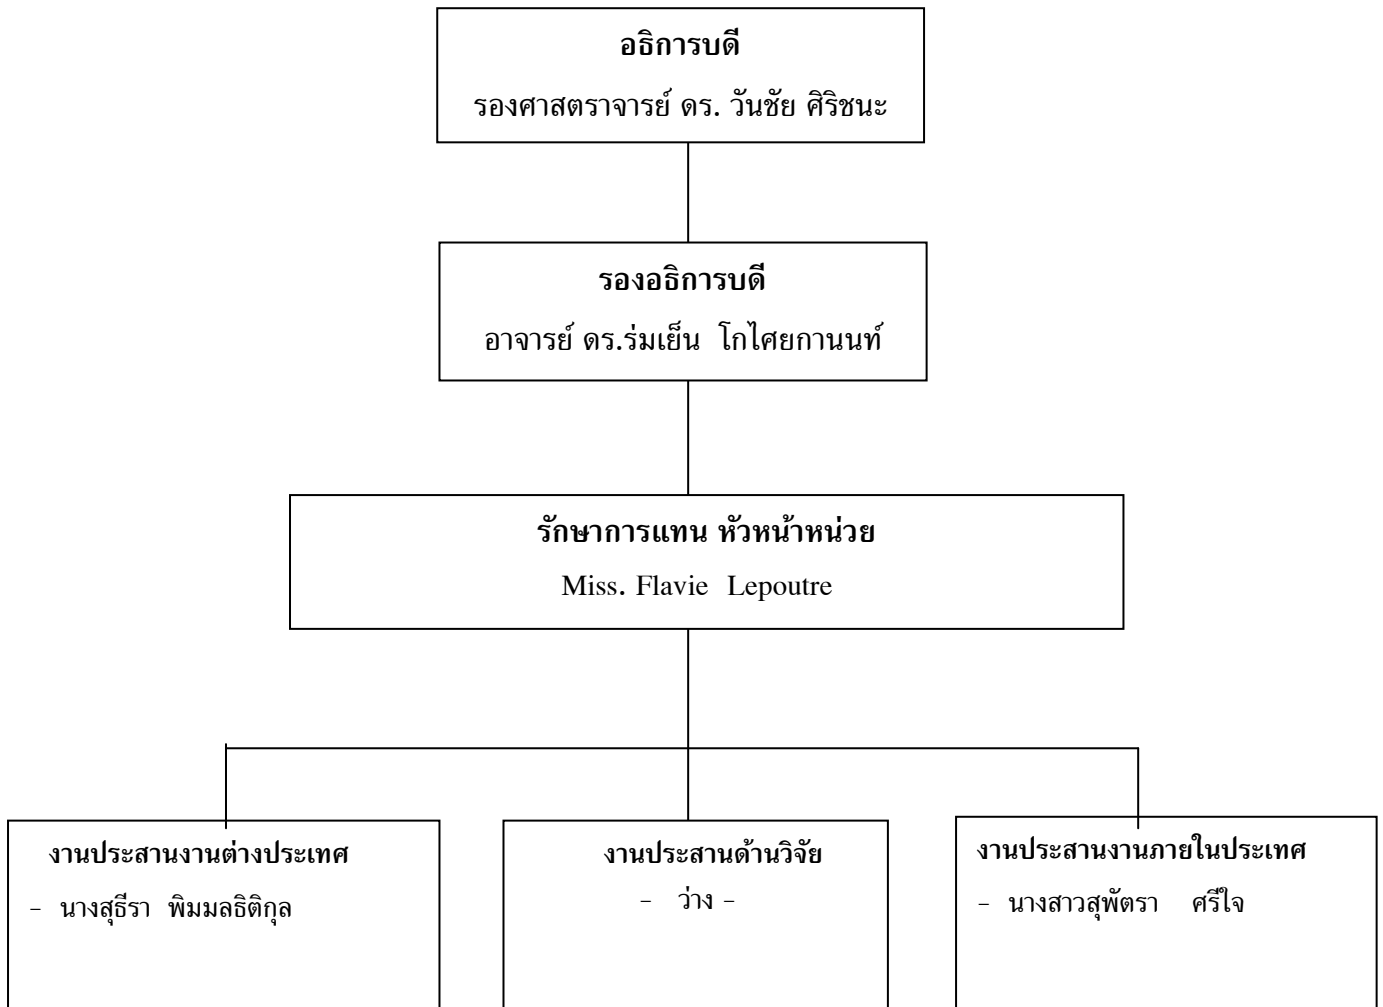 อธิการบดี
รองศาสตราจารย์ ดร. วันชัย ศิริชนะ
รองอธิการบดี
อาจารย์ ดร.ร่มเย็น โกไศยกานนท์
รักษาการแทน หัวหน้าหน่วย
Miss. Flavie Lepoutre
งานประสานงานต่างประเทศ
- นางสุธีรา พิมมลธิติกุล
งานประสานด้านวิจัย
- ว่าง -
งานประสานงานภายในประเทศ
- นางสาวสุพัตรา ศรีใจ